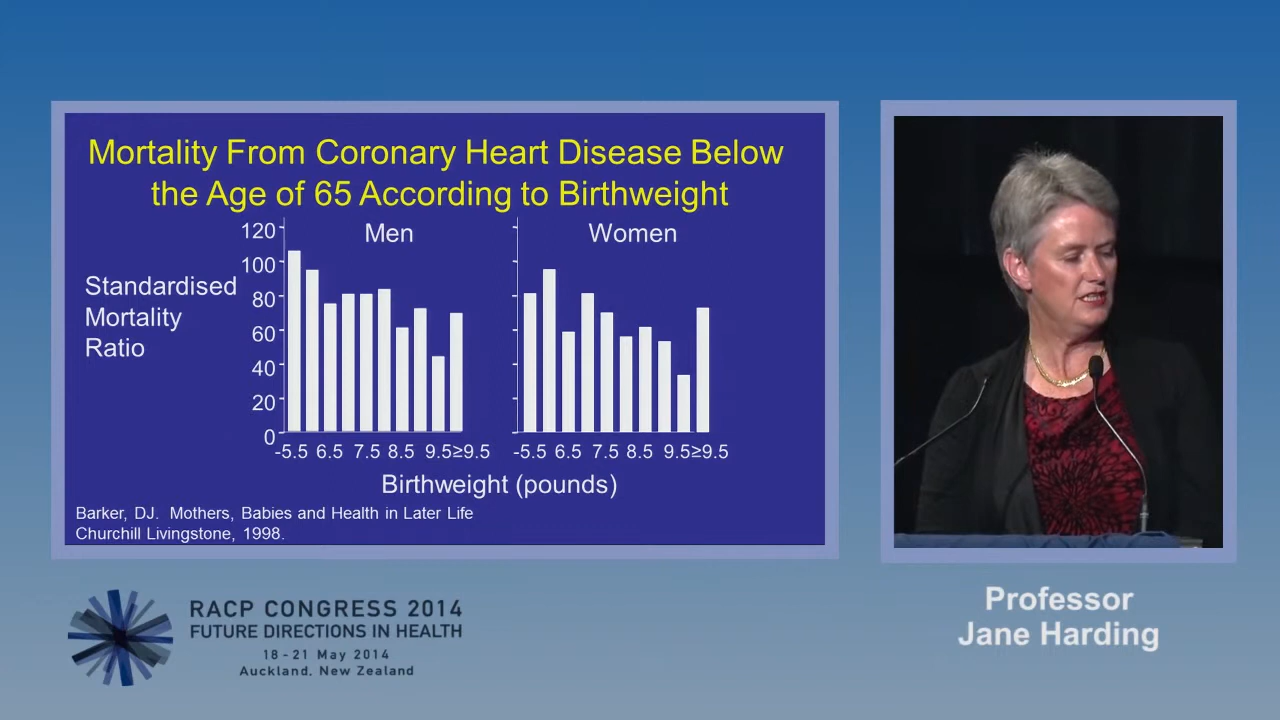 Mortality From Coronary Heart Disease Below
the Age of 65 According to Birthweight
Men
Women
Standardised
Mortality
Ratio
120
100
80
60
40
20
0
-5.5 6.5 7.5 8.5 9.5 ≥9.5
-5.5 6.5 7.5 8.5 9.5 ≥9.5
Birthweight (pounds)
Barker, DJ. Mothers, Babies and Health in Later Life
Churchill Livingstone, 1998.
RACP CONGRESS 2014
FUTURE DIRECTIONS IN HEALTH
18 - 21 May 2014
Auckland, New Zealand
Professor
Jane Harding